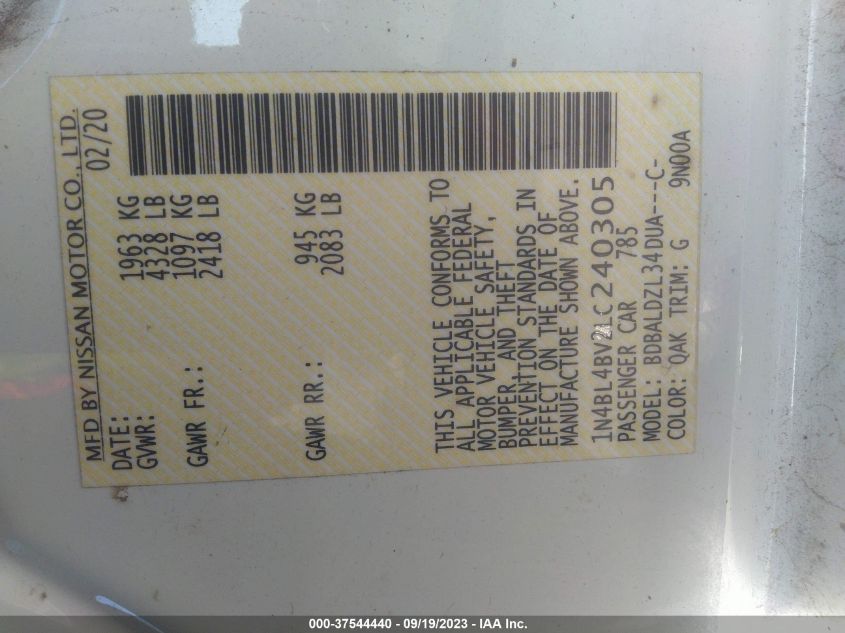 MFD BY NISSAN MOTOR CO., LTD.
DATE: 02/20
GVWR: 1963 KG
4328 LB
GAWR FR.: 1097 KG
2418 LB
GAWR RR.: 945 KG
2083 LB
THIS VEHICLE CONFORMS TO
ALL APPLICABLE FEDERAL
MOTOR VEHICLE SAFETY,
BUMPER, AND THEFT
PREVENTION STANDARDS IN
EFFECT ON THE DATE OF
MANUFACTURE SHOWN ABOVE.
PASSENGER CAR 785
MODEL: BDBALDZL34DUA---C-
COLOR: QAK TRIM: G 9N00A
000-37544440 - 09/19/2023 - IAA Inc.